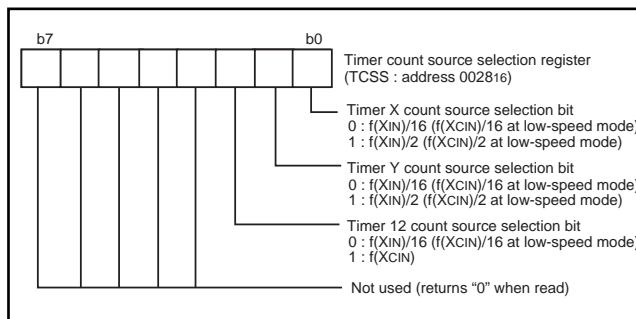 b7 b0
Timer count source selection register
(TCSS : address 002816)
Timer X count source selection bit
0 : f(XIN)/16 (f(XCIN)/16 at low-speed mode)
1 : f(XIN)/2 (f(XCIN)/2 at low-speed mode)
Timer Y count source selection bit
0 : f(XIN)/16 (f(XCIN)/16 at low-speed mode)
1 : f(XIN)/2 (f(XCIN)/2 at low-speed mode)
Timer 12 count source selection bit
0 : f(XIN)/16 (f(XCIN)/16 at low-speed mode)
1 : f(XCIN)
Not used (returns “0” when read)